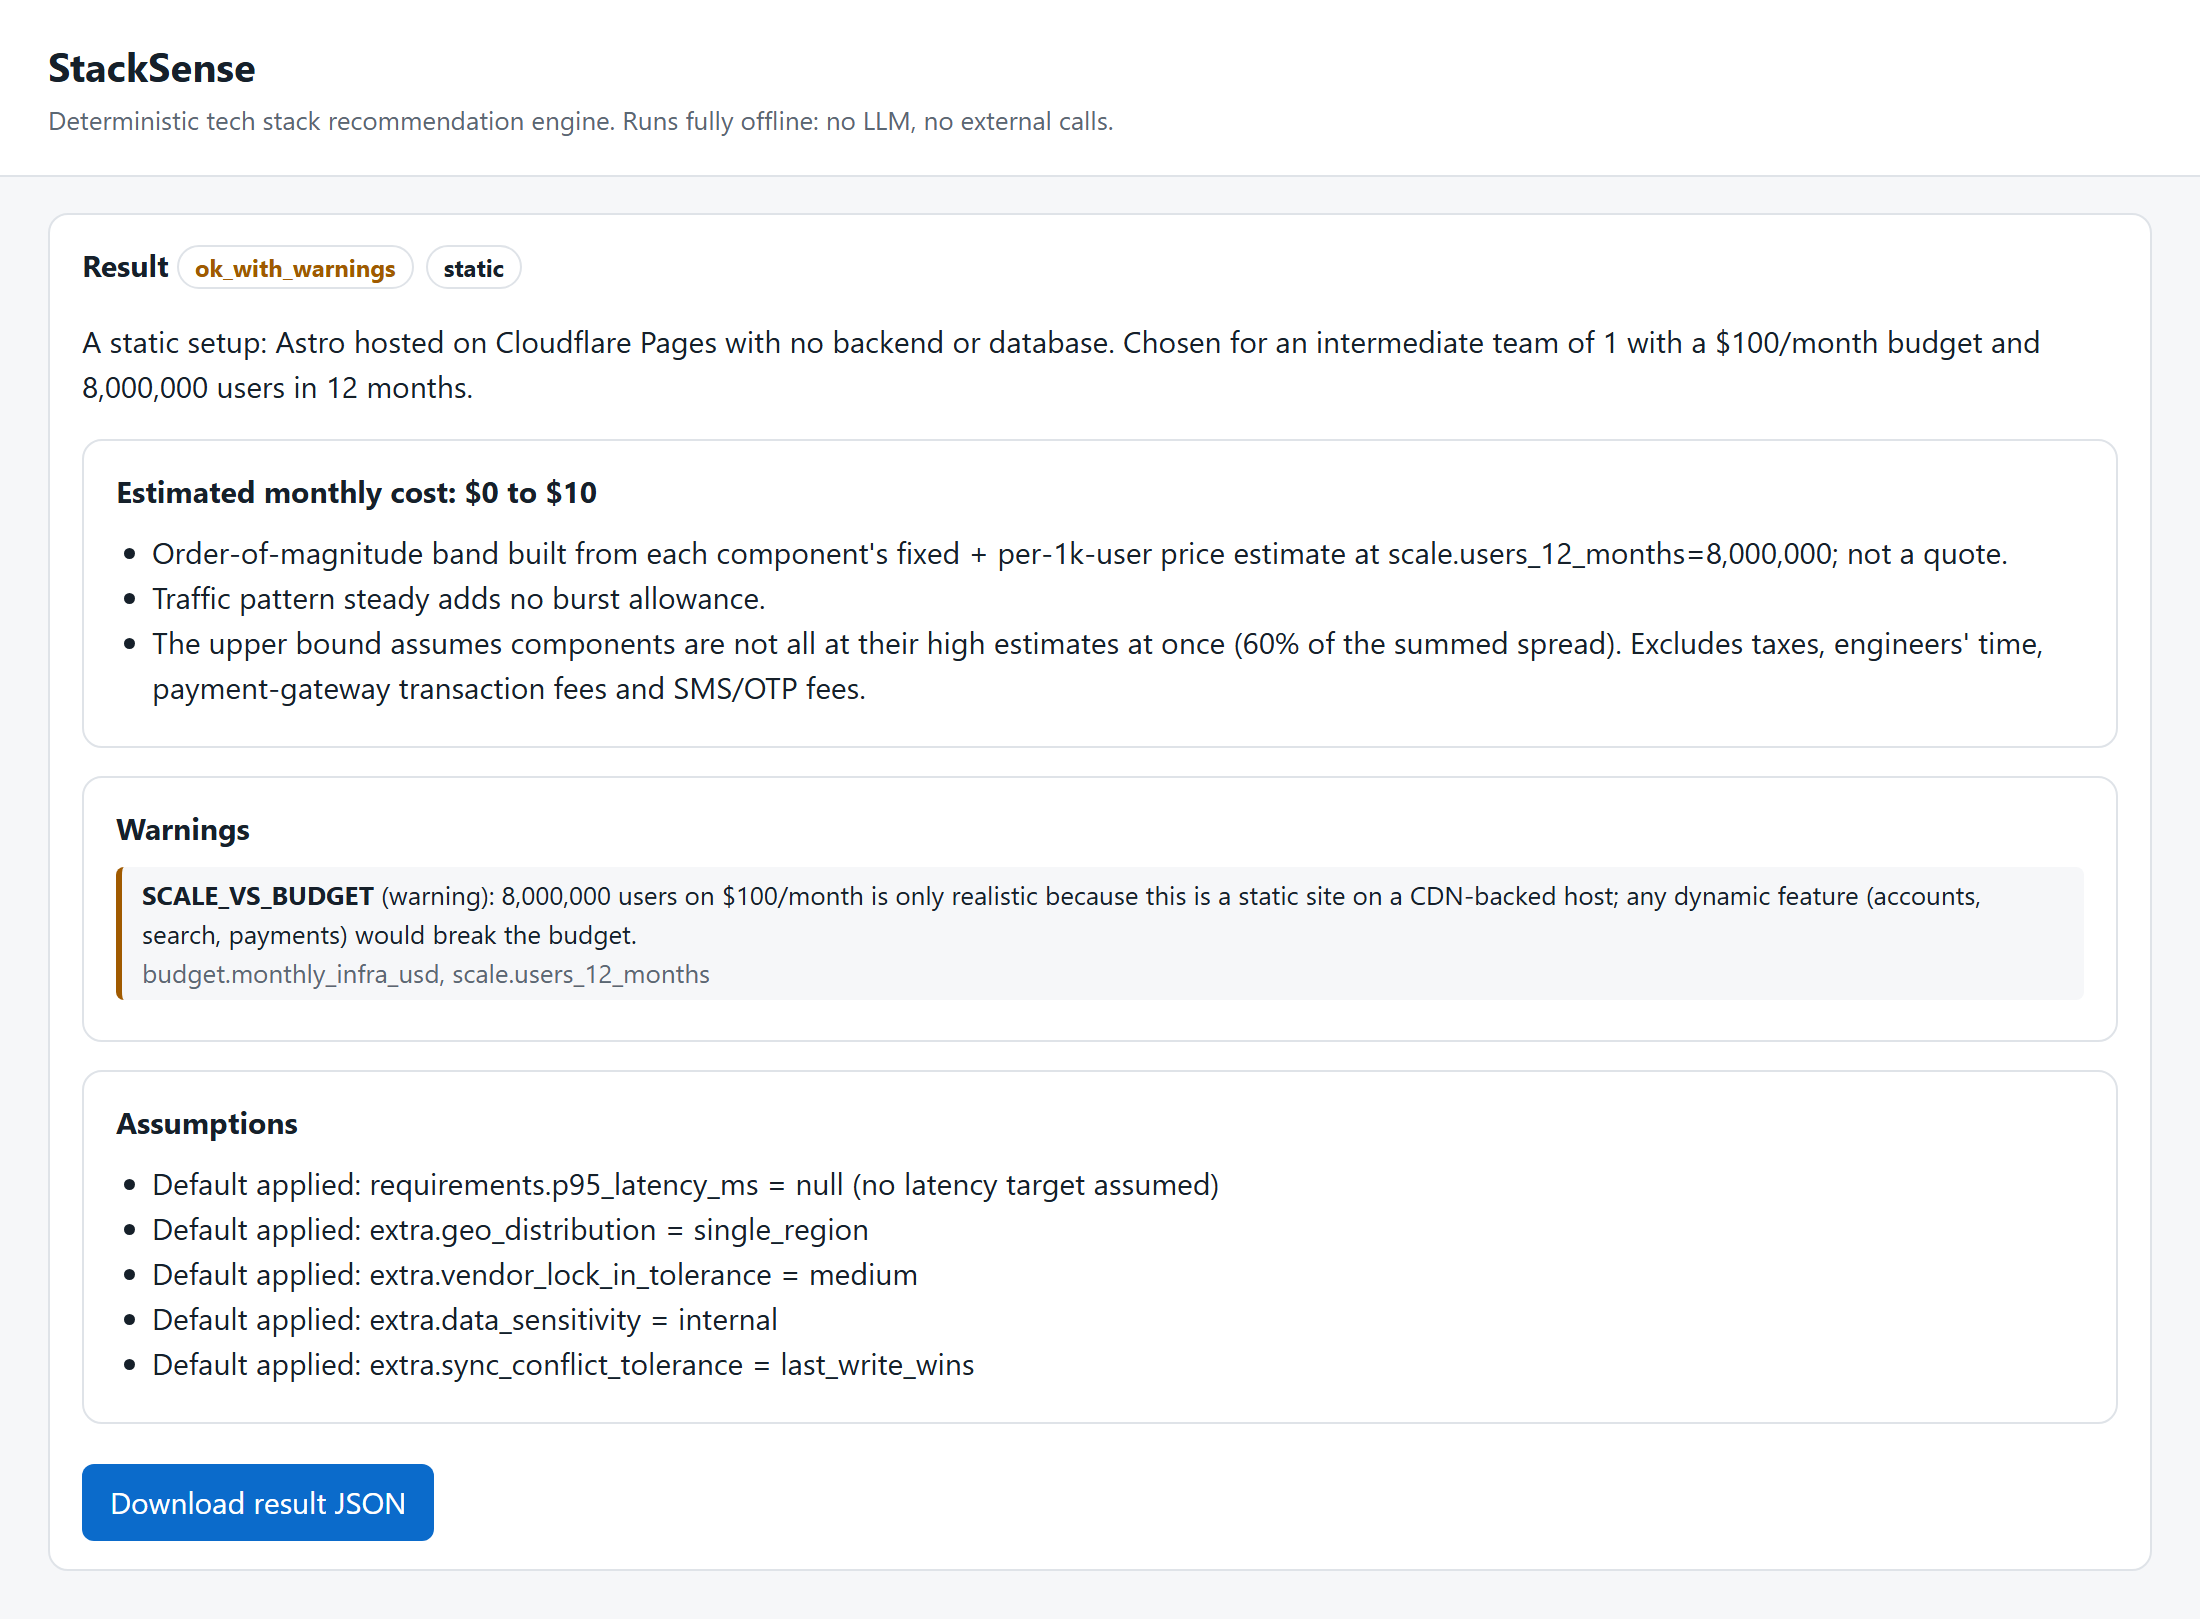 StackSense
Deterministic tech stack recommendation engine. Runs fully offline: no LLM, no external calls.
Result ok_with_warnings static
A static setup: Astro hosted on Cloudflare Pages with no backend or database. Chosen for an intermediate team of 1 with a $100/month budget and
8,000,000 users in 12 months.
Estimated monthly cost: $0 to $10
• Order-of-magnitude band built from each component's fixed + per-1k-user price estimate at scale.users_12_months=8,000,000; not a quote.
• Traffic pattern steady adds no burst allowance.
• The upper bound assumes components are not all at their high estimates at once (60% of the summed spread). Excludes taxes, engineers' time,
payment-gateway transaction fees and SMS/OTP fees.
Warnings
SCALE_VS_BUDGET (warning): 8,000,000 users on $100/month is only realistic because this is a static site on a CDN-backed host; any dynamic feature (accounts,
search, payments) would break the budget.
budget.monthly_infra_usd, scale.users_12_months
Assumptions
• Default applied: requirements.p95_latency_ms = null (no latency target assumed)
• Default applied: extra.geo_distribution = single_region
• Default applied: extra.vendor_lock_in_tolerance = medium
• Default applied: extra.data_sensitivity = internal
• Default applied: extra.sync_conflict_tolerance = last_write_wins
Download result JSON